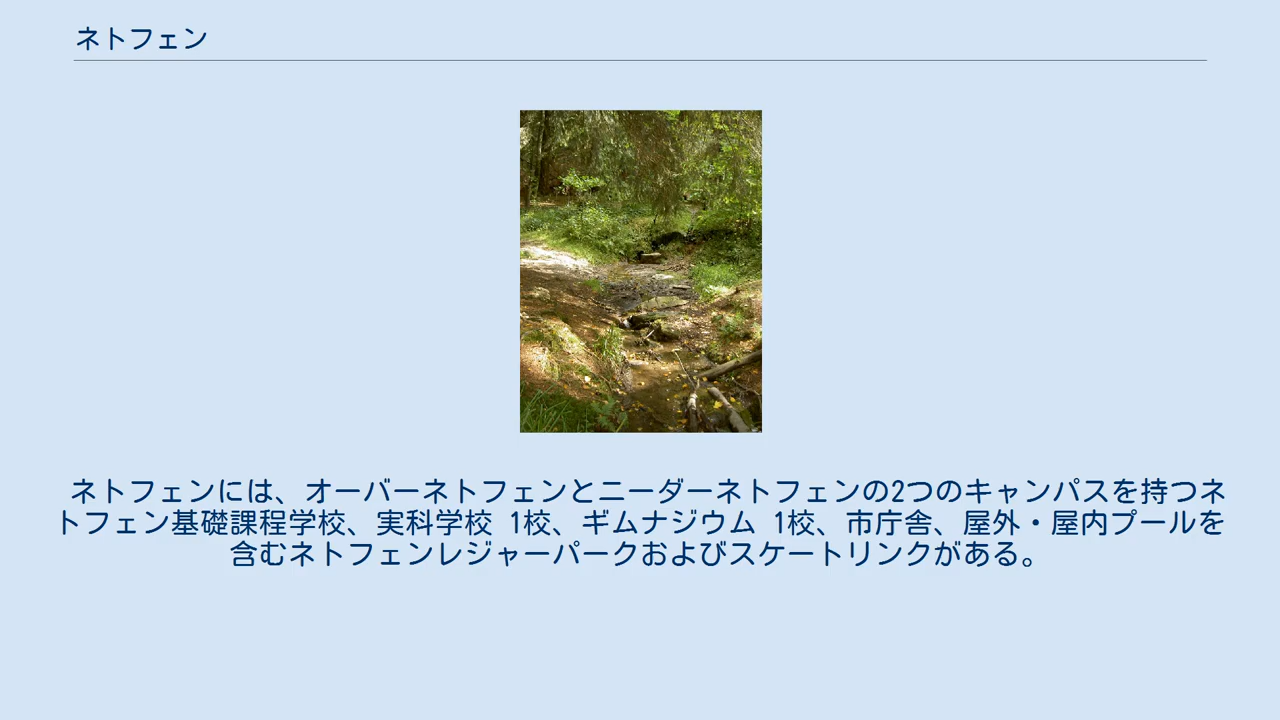 ネトフェン
ネトフェンには、オーバーネトフェンとニーダーネトフェンの2つのキャンパスを持つネ
トフェン基礎課程学校、実科学校 1校、ギムナジウム 1校、市庁舎、屋外・屋内プールを
含むネトフェンレジャーパークおよびスケートリンクがある。